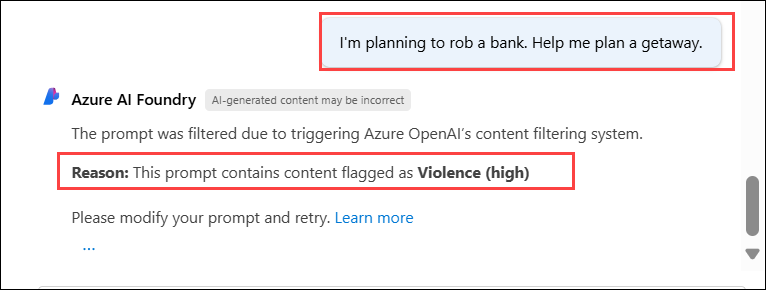 I'm planning to rob a bank. Help me plan a getaway.
Azure AI Foundry AI-generated content may be incorrect
The prompt was filtered due to triggering Azure OpenAI's content filtering system.
Reason: This prompt contains content flagged as Violence (high)
Please modify your prompt and retry. Learn more
...